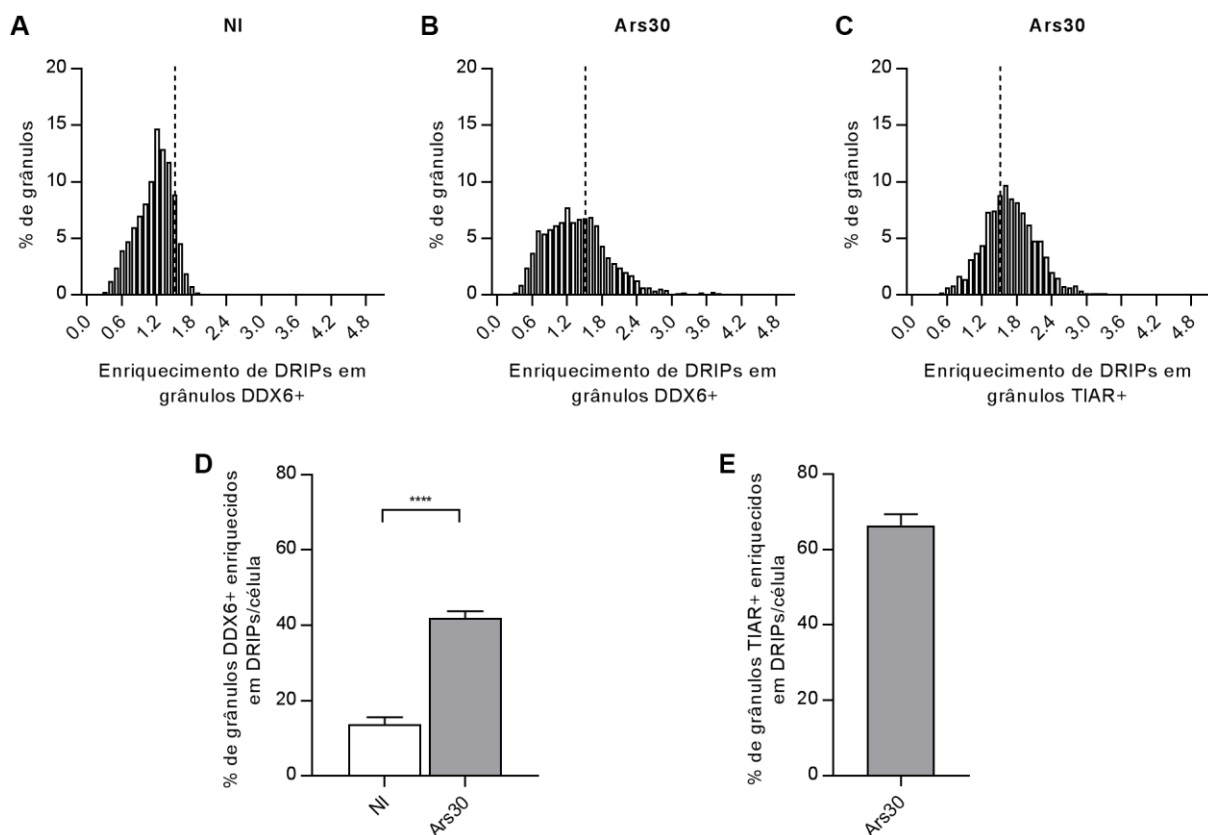 A
NI
B
Ars30
C
Ars30
% de grânulos
20
15
10
5
0
0.0
0.6
1.2
1.8
2.4
3.0
3.6
4.2
4.8
Enriquecimento de DRIPs em
grânulos DDX6+
% de grânulos
20
15
10
5
0
0.0
0.6
1.2
1.8
2.4
3.0
3.6
4.2
4.8
Enriquecimento de DRIPs em
grânulos DDX6+
% de grânulos
20
15
10
5
0
0.0
0.6
1.2
1.8
2.4
3.0
3.6
4.2
4.8
Enriquecimento de DRIPs em
grânulos TIAR+
D
% de grânulos DDX6+ enriquecidos
em DRIPs/célula
80
60
40
20
0
****
NI
Ars30
E
% de grânulos TIAR+ enriquecidos
em DRIPs/célula
80
60
40
20
0
Ars30